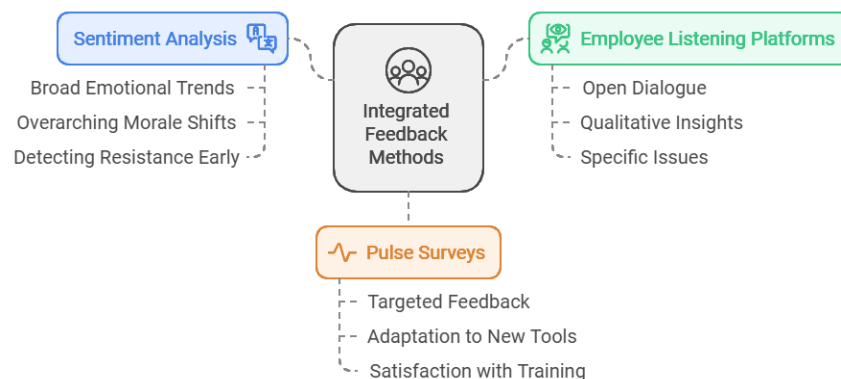 Sentiment Analysis
Broad Emotional Trends
Overarching Morale Shifts
Detecting Resistance Early
Integrated
Feedback
Methods
Employee Listening Platforms
Open Dialogue
Qualitative Insights
Specific Issues
Pulse Surveys
Targeted Feedback
Adaptation to New Tools
Satisfaction with Training